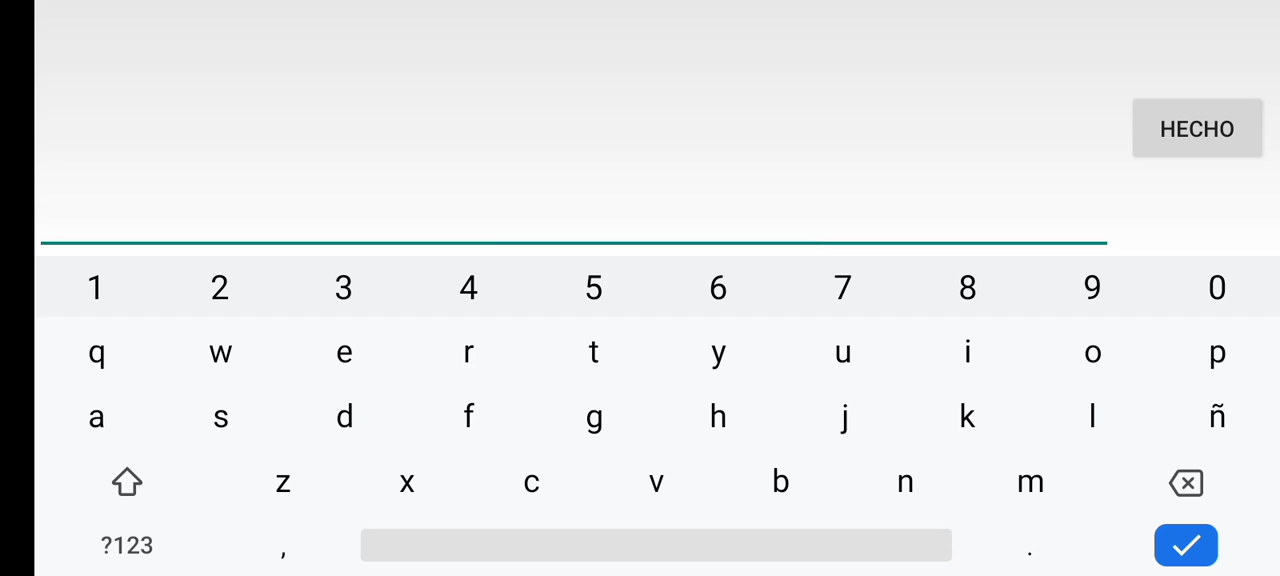 HECHO
1 2 3 4 5 6 7 8 9 0
q w e r t y u i o p
a s d f g h j k l ñ
z x c v b n m
?123 , .